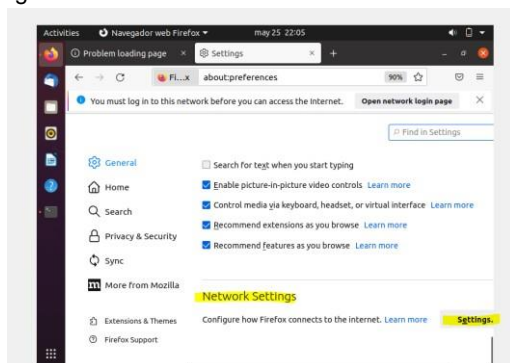 Activities Navegador web Firefox may 25 22:05
Problem loading page × Settings × +
Fi...x about:preferences 90%
You must log in to this network before you can access the Internet. Open network login page
Find in Settings
General
Search for text when you start typing
Home
Enable picture-in-picture video controls Learn more
Search
Control media via keyboard, headset, or virtual interface Learn more
Recommend extensions as you browse Learn more
Privacy & Security
Recommend features as you browse Learn more
Sync
More from Mozilla
Network Settings
Configure how Firefox connects to the internet. Learn more Settings.
Extensions & Themes
Firefox Support